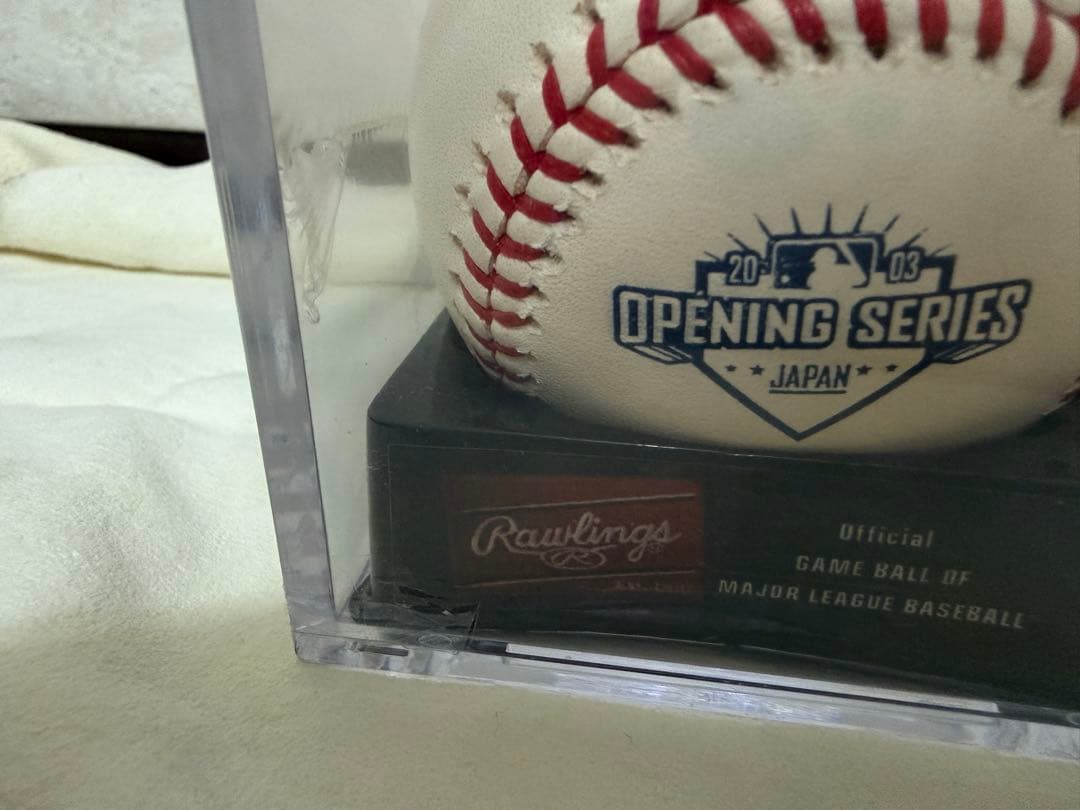 20 03
OPENING SERIES
JAPAN
Rawlings
Official
GAME BALL OF
MAJOR LEAGUE BASEBALL